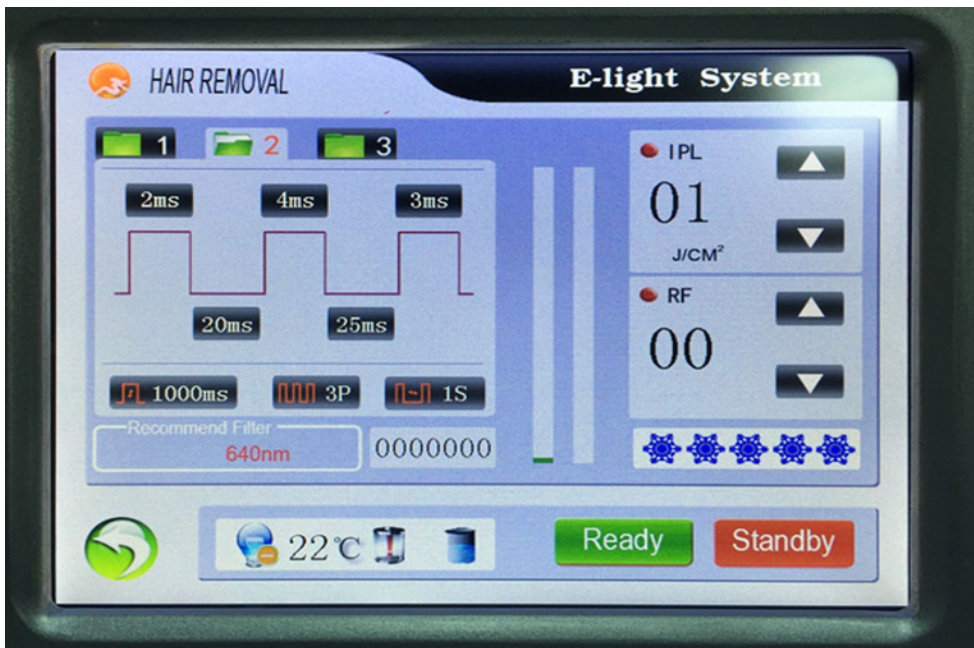 HAIR REMOVAL
E-light System
1 2 3
2ms 4ms 3ms
20ms 25ms
1000ms 3P 1S
Recommend Filler
640nm
0000000
IPL
01
J/CM²
RF
00
22℃
Ready
Standby